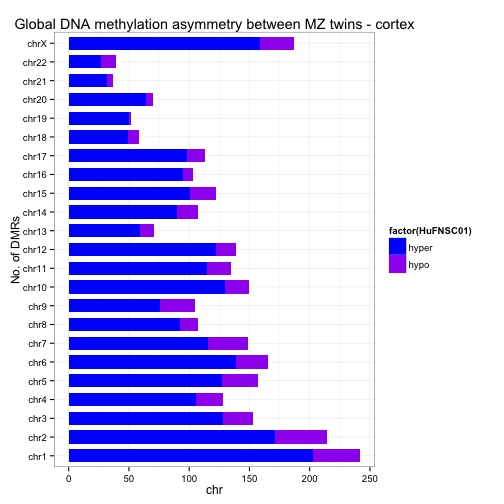 Global DNA methylation asymmetry between MZ twins - cortex
No. of DMRs
chrX
chr22
chr21
chr20
chr19
chr18
chr17
chr16
chr15
chr14
chr13
chr12
chr11
chr10
chr9
chr8
chr7
chr6
chr5
chr4
chr3
chr2
chr1
0 50 100 150 200 250
chr
factor(HuFNSC01)
hyper
hypo